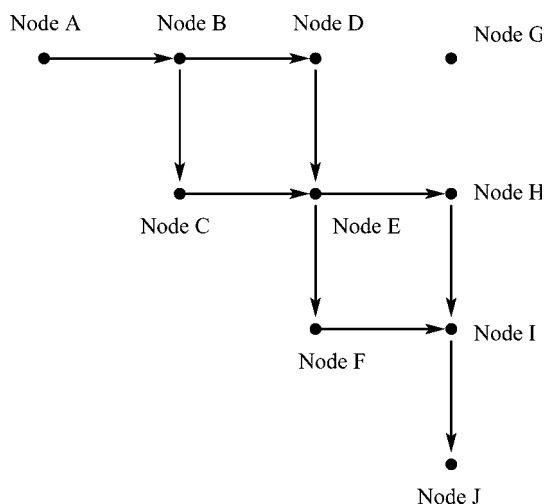 Node A
Node B
Node D
Node G
Node C
Node E
Node H
Node F
Node I
Node J